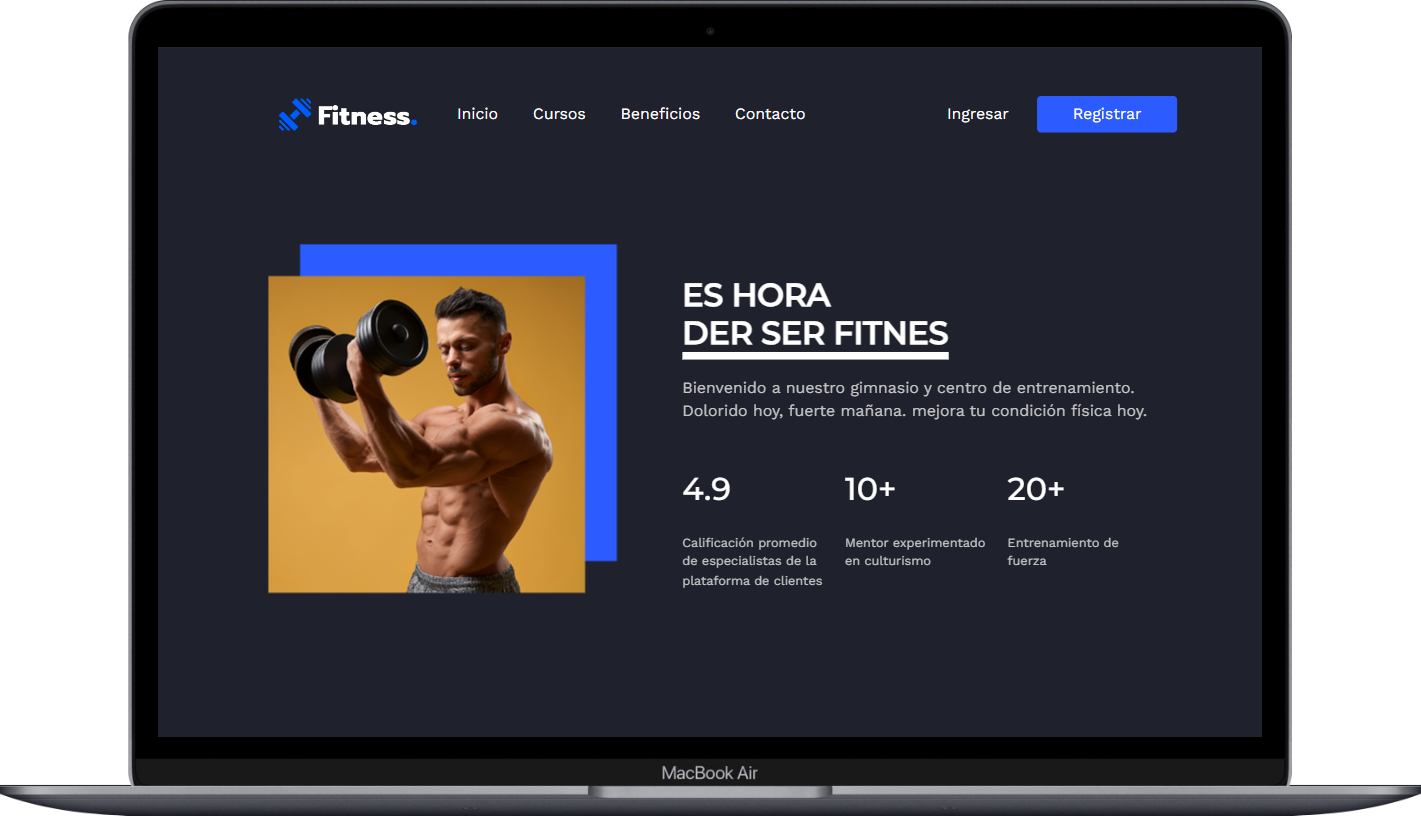 Fitness. Inicio Cursos Beneficios Contacto Ingresar Registrar
ES HORA
DER SER FITNES
Bienvenido a nuestro gimnasio y centro de entrenamiento.
Dolorido hoy, fuerte mañana. mejora tu condición física hoy.
4.9
Calificación promedio
de especialistas de la
plataforma de clientes
10+
Mentor experimentado
en culturismo
20+
Entrenamiento de
fuerza
MacBook Air